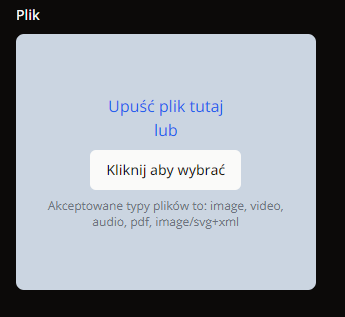 Plik
Upuść plik tutaj
lub
Kliknij aby wybrać
Akceptowane typy plików to: image, video,
audio, pdf, image/svg+xml